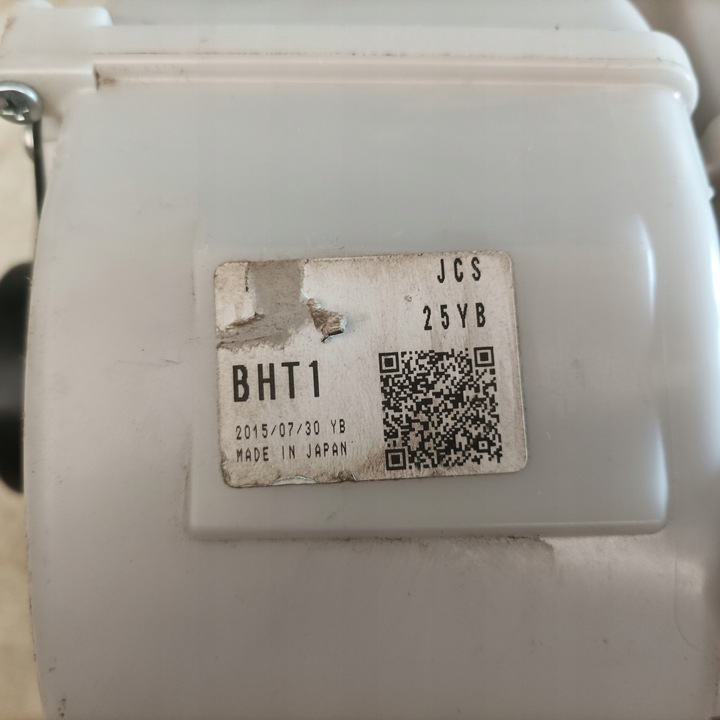 JCS
25YB
BHT1
2015/07/30 YB
MADE IN JAPAN